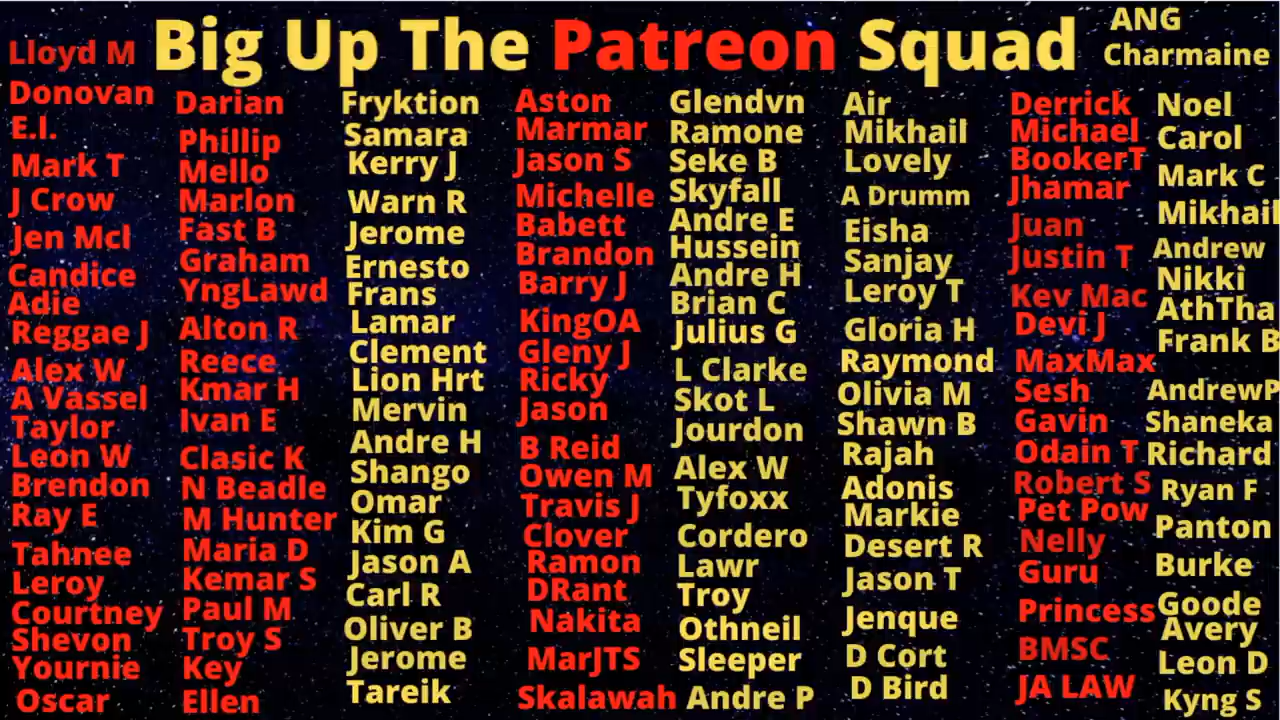 Big Up The Patreon Squad
ANG
Charmaine
Lloyd M
Donovan
E.I.
Mark T
J Crow
Jen Mcl
Candice
Adie
Reggae J
Alex W
A Vassel
Taylor
Leon W
Brendon
Ray E
Tahnee
Leroy
Courtney
Shevon
Yournie
Oscar
Darian
Phillip
Mello
Marlon
Fast B
Graham
YngLawd
Alton R
Reece
Kmar H
Ivan E
Clasic K
N Beadle
M Hunter
Maria D
Kemar S
Paul M
Troy S
Key
Ellen
Fryktion
Samara
Kerry J
Warn R
Jerome
Ernesto
Frans
Lamar
Clement
Lion Hrt
Mervin
Andre H
Shango
Omar
Kim G
Jason A
Carl R
Oliver B
Jerome
Tareik
Aston
Marmar
Jason S
Michelle
Babett
Brandon
Barry J
KingOA
Gleny J
Ricky
Jason
B Reid
Owen M
Travis J
Clover
Ramon
DRant
Nakita
MarJTS
Skalawah
Glendvn
Ramone
Seke B
Skyfall
Andre E
Hussein
Andre H
Brian C
Julius G
L Clarke
Skot L
Jourdon
Alex W
Tyfoxx
Cordero
Lawr
Troy
Othneil
Sleeper
Andre P
Air
Mikhail
Lovely
A Drumm
Eisha
Sanjay
Leroy T
Gloria H
Raymond
Olivia M
Shawn B
Rajah
Adonis
Markie
Desert R
Jason T
Jenque
D Cort
D Bird
Derrick
Michael
BookerT
Jhamar
Juan
Justin T
Kev Mac
Devi J
MaxMax
Sesh
Gavin
Odain T
Robert S
Pet Pow
Nelly
Guru
Princess
BMSC
JA LAW
Noel
Carol
Mark C
Mikhail
Andrew
Nikki
AthTha
Frank B
AndrewP
Shaneka
Richard
Ryan F
Panton
Burke
Goode
Avery
Leon D
Kyng S